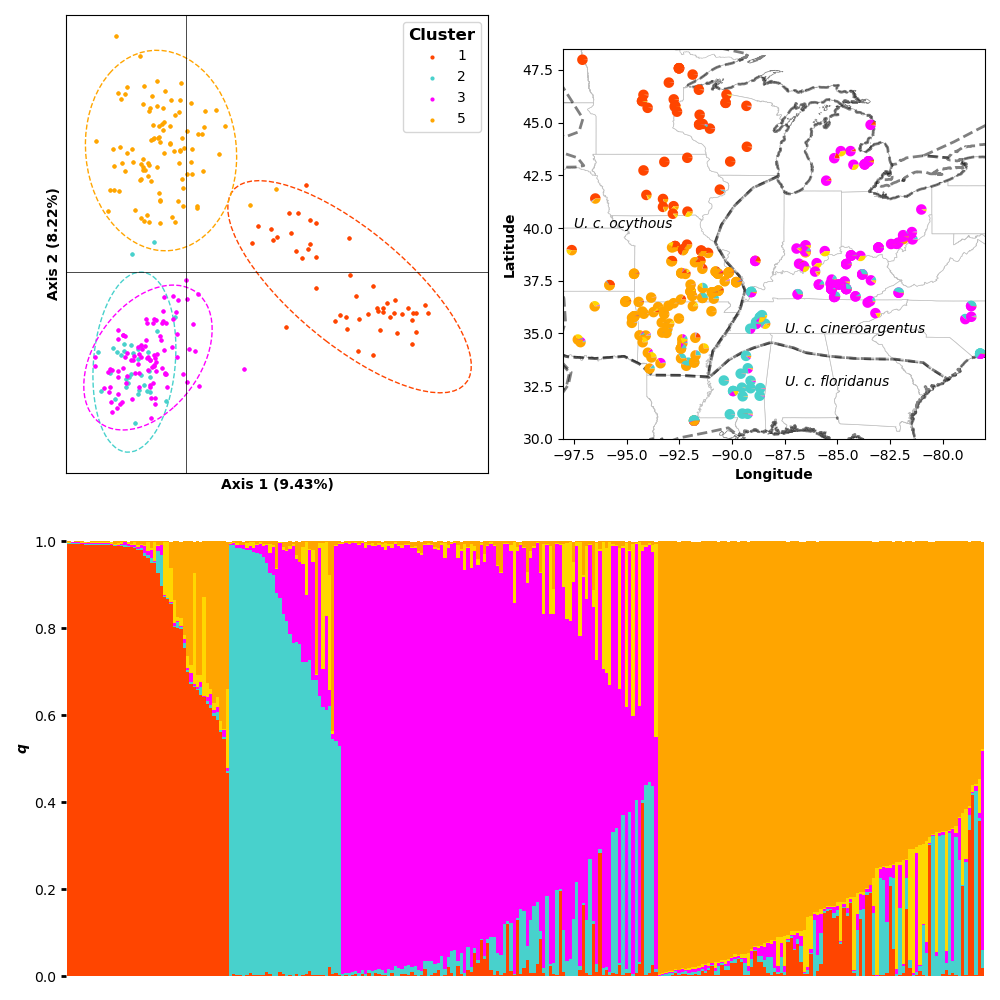 Cluster
1
2
3
5
Axis 2 (8.22%)
Axis 1 (9.43%)
47.5
45.0
42.5
40.0
37.5
35.0
32.5
30.0
Latitude
U. c. ocythous
U. c. cineroargentus
U. c. floridanus
−97.5 −95.0 −92.5 −90.0 −87.5 −85.0 −82.5 −80.0
Longitude
1.0
0.8
0.6
0.4
0.2
0.0
q